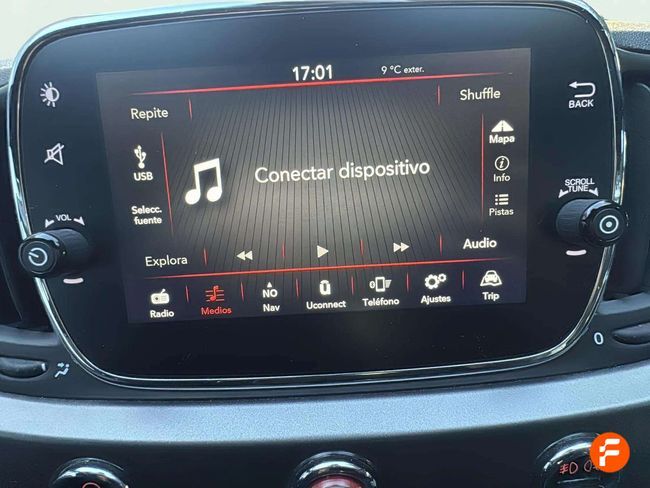 17:01
9 °C exter.
Repite
Shuffle
BACK
USB
Conectar dispositivo
Mapa
Info
Selecc.
fuente
Pistas
SCROLL
TUNE
VOL
Explora
Audio
Radio
Medios
NO
Nav
Uconnect
Teléfono
Ajustes
Trip
0